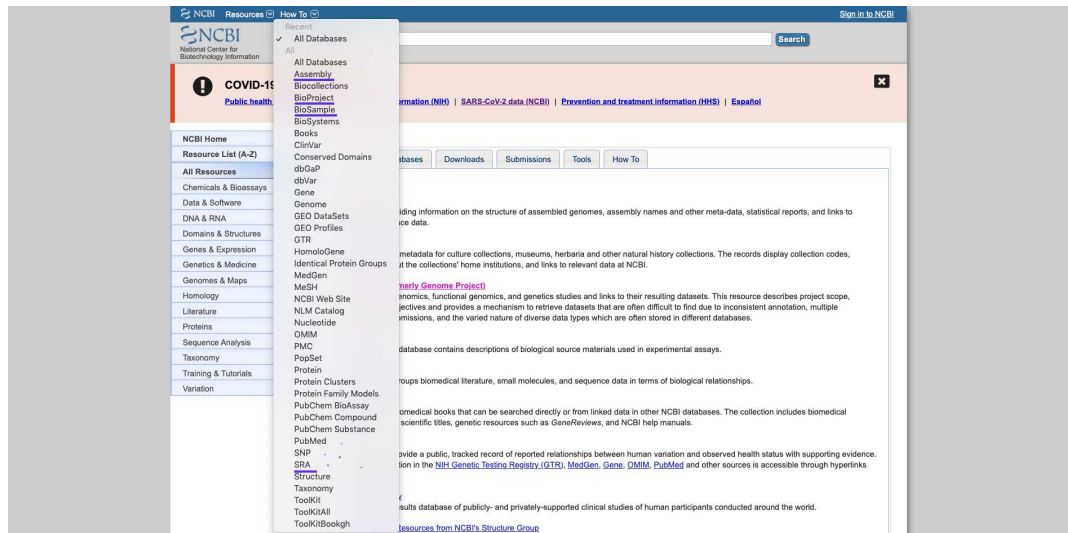 NCBI Resources How To Sign in to NCBI
NCBI
National Center for
Biotechnology Information
Search
Recent
✓ All Databases
All
All Databases
Assembly
Biocollections
BioProject
BioSample
BioSystems
Books
ClinVar
Conserved Domains
dbGaP
dbVar
Gene
Genome
GEO DataSets
GEO Profiles
GTR
HomoloGene
Identical Protein Groups
MedGen
MeSH
NCBI Web Site
NLM Catalog
Nucleotide
OMIM
PMC
PopSet
Protein
Protein Clusters
Protein Family Models
PubChem BioAssay
PubChem Compound
PubChem Substance
PubMed
SNP
SRA
Structure
Taxonomy
ToolKit
ToolKitAll
ToolKitBookgh
COVID-19
Public health
ormation (NIH) | SARS-CoV-2 data (NCBI) | Prevention and treatment information (HHS) | Español
NCBI Home
Resource List (A-Z)
All Resources
Chemicals & Bioassays
Data & Software
DNA & RNA
Domains & Structures
Genes & Expression
Genetics & Medicine
Genomes & Maps
Homology
Literature
Proteins
Sequence Analysis
Taxonomy
Training & Tutorials
Variation
abases Downloads Submissions Tools How To
iding information on the structure of assembled genomes, assembly names and other meta-data, statistical reports, and links to
ce data.
metadata for culture collections, museums, herbaria and other natural history collections. The records display collection codes,
ut the collections' home institutions, and links to relevant data at NCBI.
merly Genome Project)
enomics, functional genomics, and genetics studies and links to their resulting datasets. This resource describes project scope,
jectives and provides a mechanism to retrieve datasets that are often difficult to find due to inconsistent annotation, multiple
omissions, and the varied nature of diverse data types which are often stored in different databases.
database contains descriptions of biological source materials used in experimental assays.
roups biomedical literature, small molecules, and sequence data in terms of biological relationships.
omedical books that can be searched directly or from linked data in other NCBI databases. The collection includes biomedical
scientific titles, genetic resources such as GeneReviews, and NCBI help manuals.
ovide a public, tracked record of reported relationships between human variation and observed health status with supporting evidence.
tion in the NIH Genetic Testing Registry (GTR), MedGen, Gene, OMIM, PubMed and other sources is accessible through hyperlinks
y
esults database of publicly- and privately-supported clinical studies of human participants conducted around the world.
Resources from NCBI's Structure Group